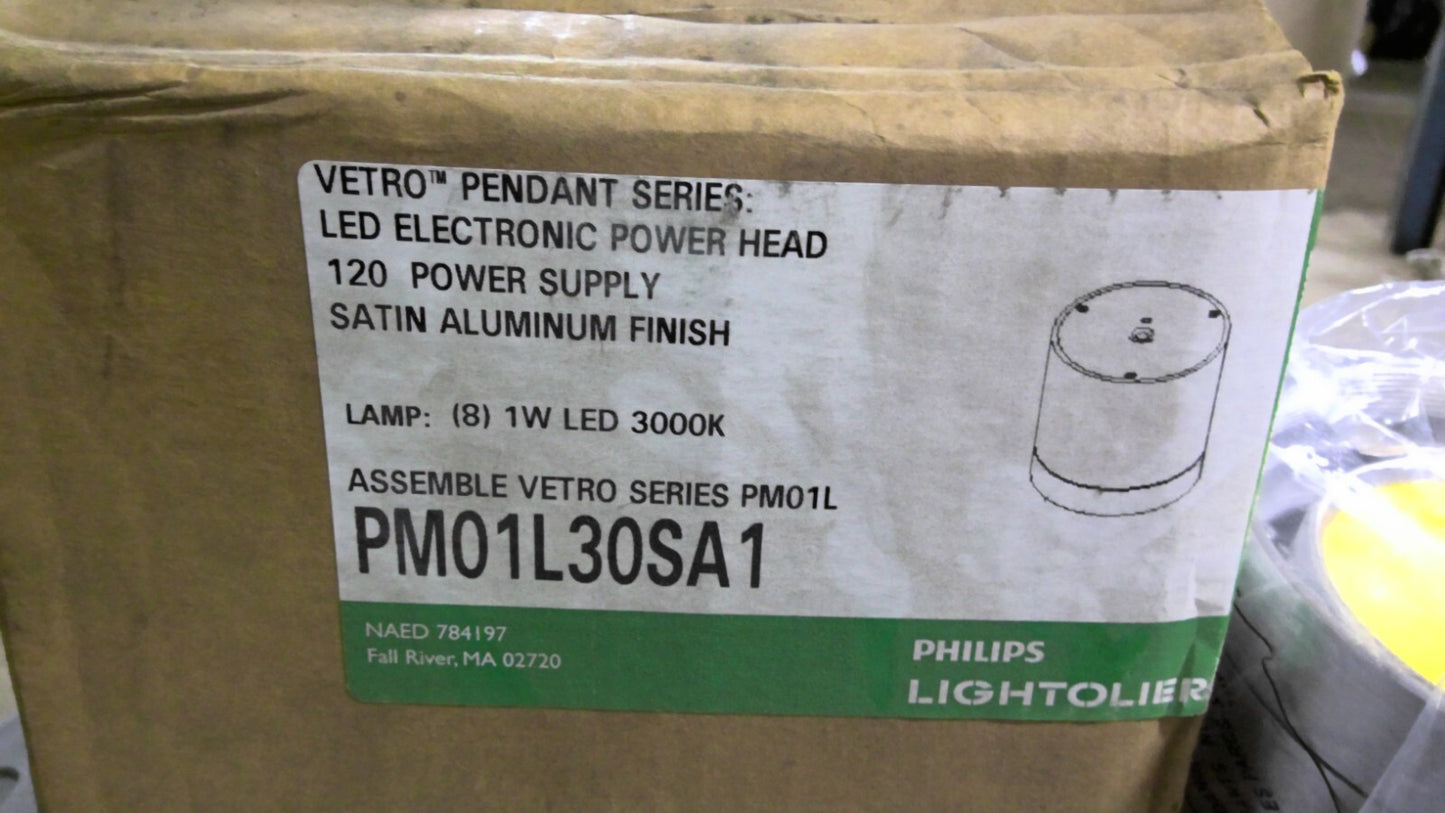 VETRO™ PENDANT SERIES:
LED ELECTRONIC POWER HEAD
120 POWER SUPPLY
SATIN ALUMINUM FINISH
LAMP: (8) 1W LED 3000K
ASSEMBLE VETRO SERIES PM01L
PM01L30SA1
NAED 784197
Fall River, MA 02720
PHILIPS
LIGHTOLIER